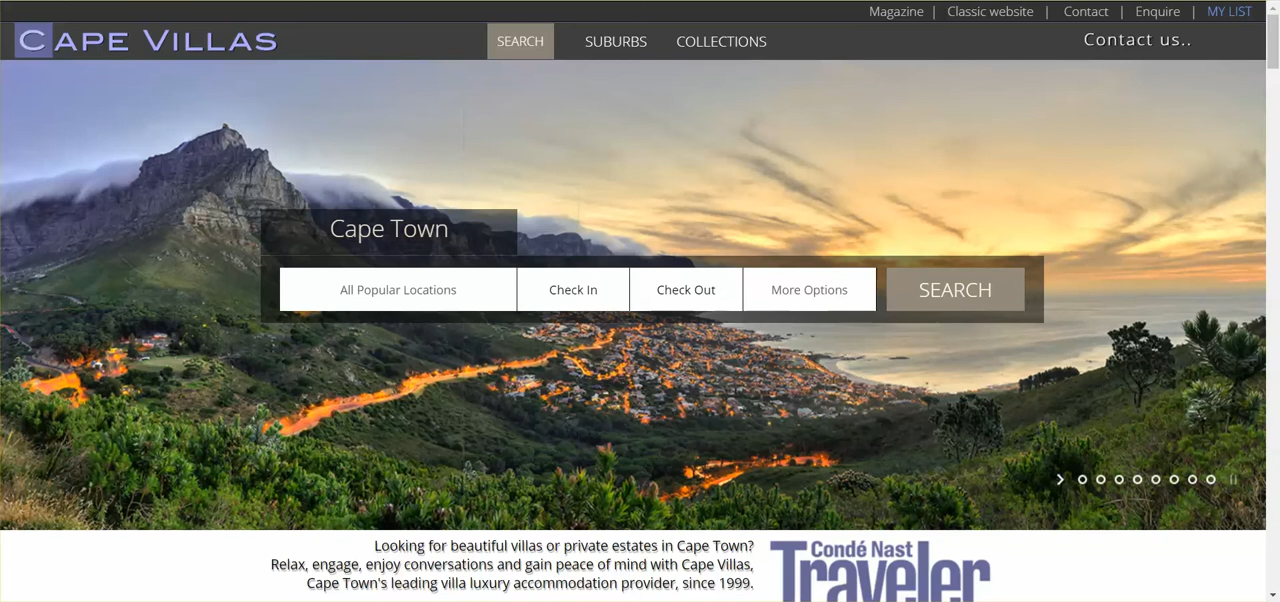 Magazine | Classic website | Contact | Enquire | MY LIST
CAPE VILLAS
SEARCH
SUBURBS
COLLECTIONS
Contact us..
Cape Town
All Popular Locations
Check In
Check Out
More Options
SEARCH
Looking for beautiful villas or private estates in Cape Town?
Relax, engage, enjoy conversations and gain peace of mind with Cape Villas,
Cape Town's leading villa luxury accommodation provider, since 1999.
Condé Nast
Traveler